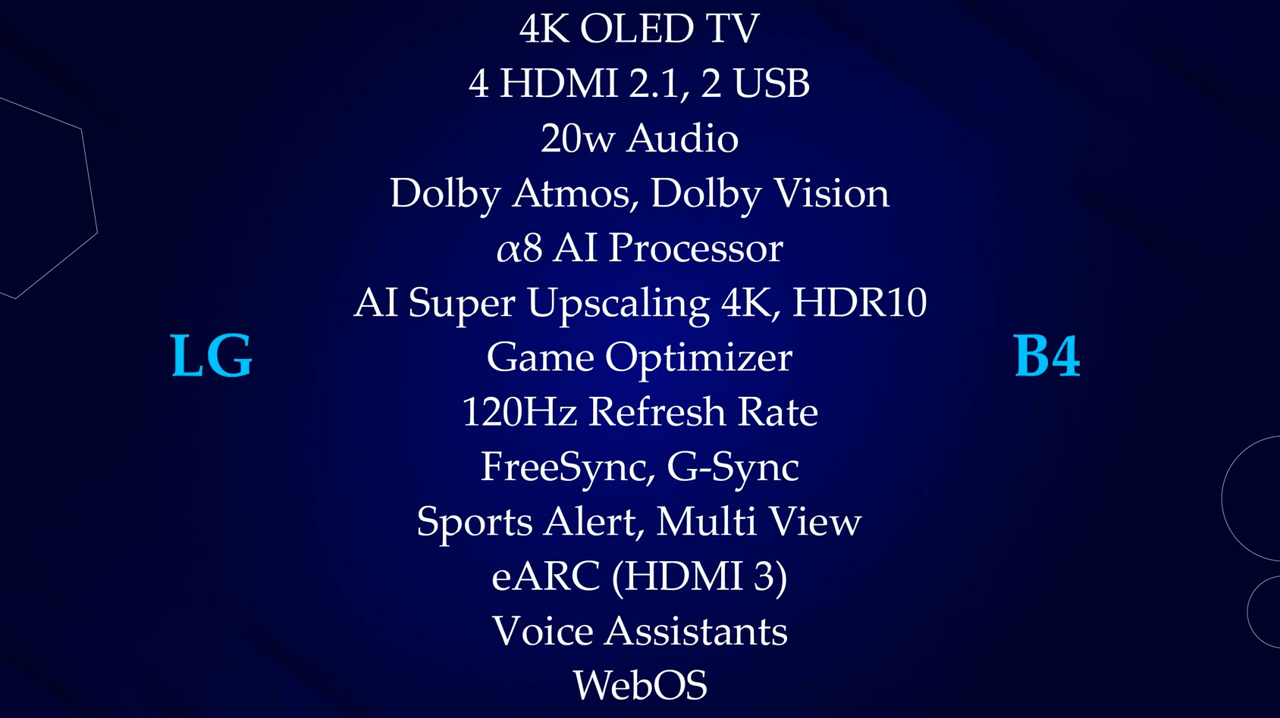 4K OLED TV
4 HDMI 2.1, 2 USB
20w Audio
Dolby Atmos, Dolby Vision
α8 AI Processor
AI Super Upscaling 4K, HDR10
LG
Game Optimizer
B4
120Hz Refresh Rate
FreeSync, G-Sync
Sports Alert, Multi View
eARC (HDMI 3)
Voice Assistants
WebOS